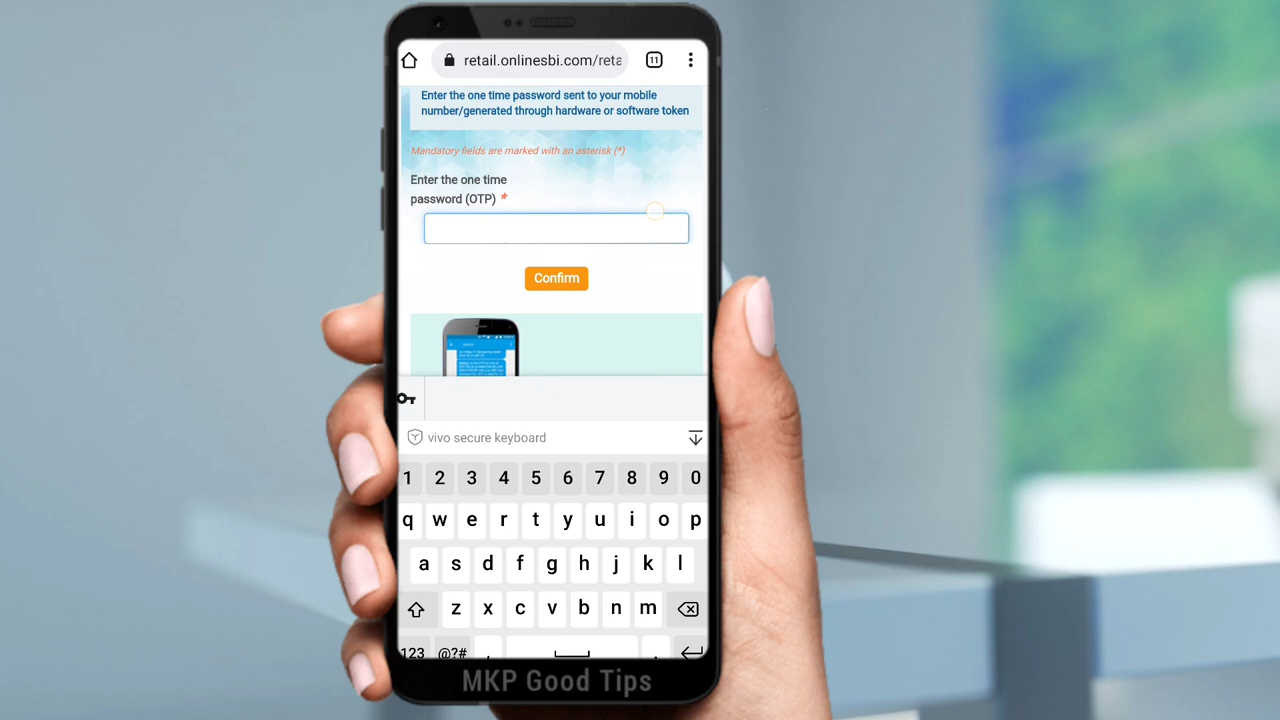 retail.onlinesbi.com/reta
11
Enter the one time password sent to your mobile
number/generated through hardware or software token
Mandatory fields are marked with an asterisk (*)
Enter the one time
password (OTP) *
Confirm
vivo secure keyboard
1 2 3 4 5 6 7 8 9 0
q w e r t y u i o p
a s d f g h j k l
z x c v b n m
123 @?# , .
MKP Good Tips